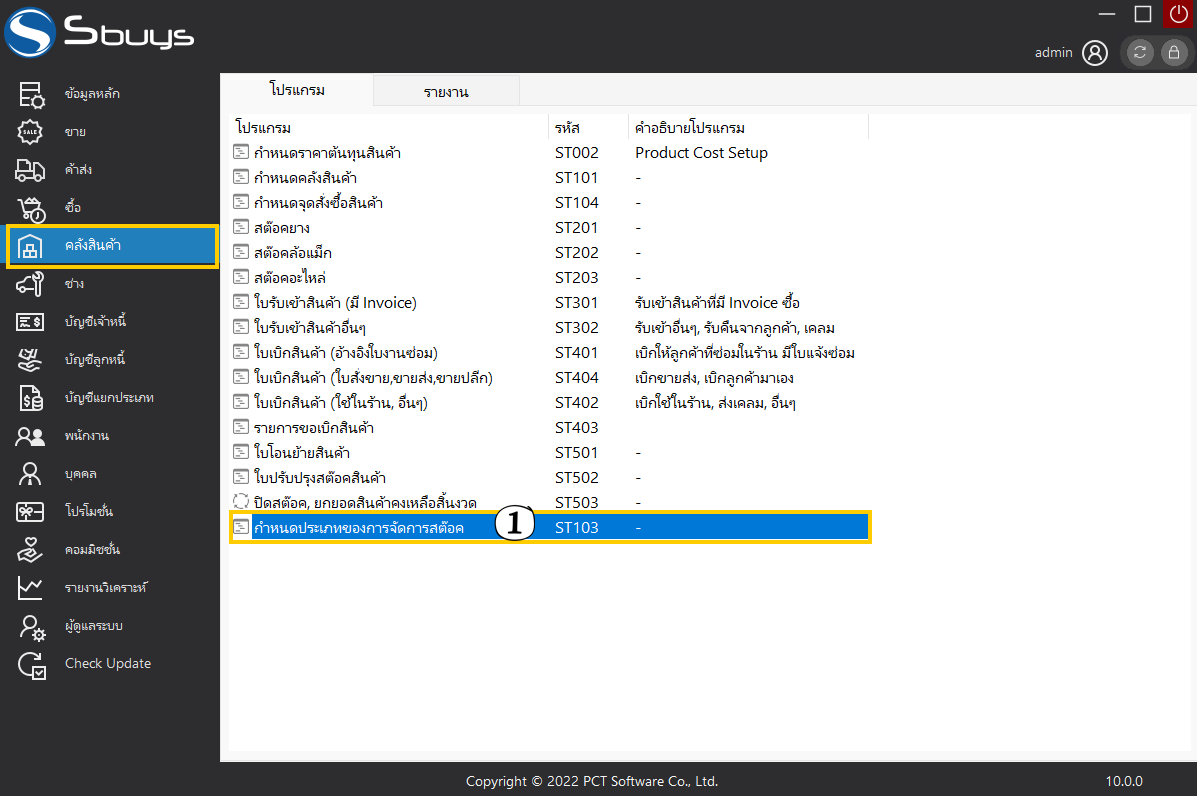 Sbuys
admin
ข้อมูลหลัก
ขาย
SALE
ค้าส่ง
ซื้อ
คลังสินค้า
ช่าง
บัญชีเจ้าหนี้
บัญชีลูกหนี้
บัญชีแยกประเภท
พนักงาน
บุคคล
โปรโมชั่น
คอมมิชชั่น
รายงานวิเคราะห์
ผู้ดูแลระบบ
Check Update
โปรแกรม รายงาน
โปรแกรม รหัส คำอธิบายโปรแกรม
กำหนดราคาต้นทุนสินค้า ST002 Product Cost Setup
กำหนดคลังสินค้า ST101 -
กำหนดจุดสั่งซื้อสินค้า ST104 -
สต๊อคยาง ST201 -
สต๊อคล้อแม็ก ST202 -
สต๊อคอะไหล่ ST203 -
ใบรับเข้าสินค้า (มี Invoice) ST301 รับเข้าสินค้าที่มี Invoice ซื้อ
ใบรับเข้าสินค้าอื่นๆ ST302 รับเข้าอื่นๆ, รับคืนจากลูกค้า, เคลม
ใบเบิกสินค้า (อ้างอิงใบงานซ่อม) ST401 เบิกให้ลูกค้าที่ซ่อมในร้าน มีใบแจ้งซ่อม
ใบเบิกสินค้า (ใบสั่งขาย,ขายส่ง,ขายปลีก) ST404 เบิกขายส่ง, เบิกลูกค้ามาเอง
ใบเบิกสินค้า (ใช้ในร้าน, อื่นๆ) ST402 เบิกใช้ในร้าน, ส่งเคลม, อื่นๆ
รายการขอเบิกสินค้า ST403
ใบโอนย้ายสินค้า ST501 -
ใบปรับปรุงสต๊อคสินค้า ST502 -
ปิดสต๊อค, ยกยอดสินค้าคงเหลือสิ้นงวด ST503 -
กำหนดประเภทของการจัดการสต๊อค 1 ST103 -
Copyright © 2022 PCT Software Co., Ltd. 10.0.0